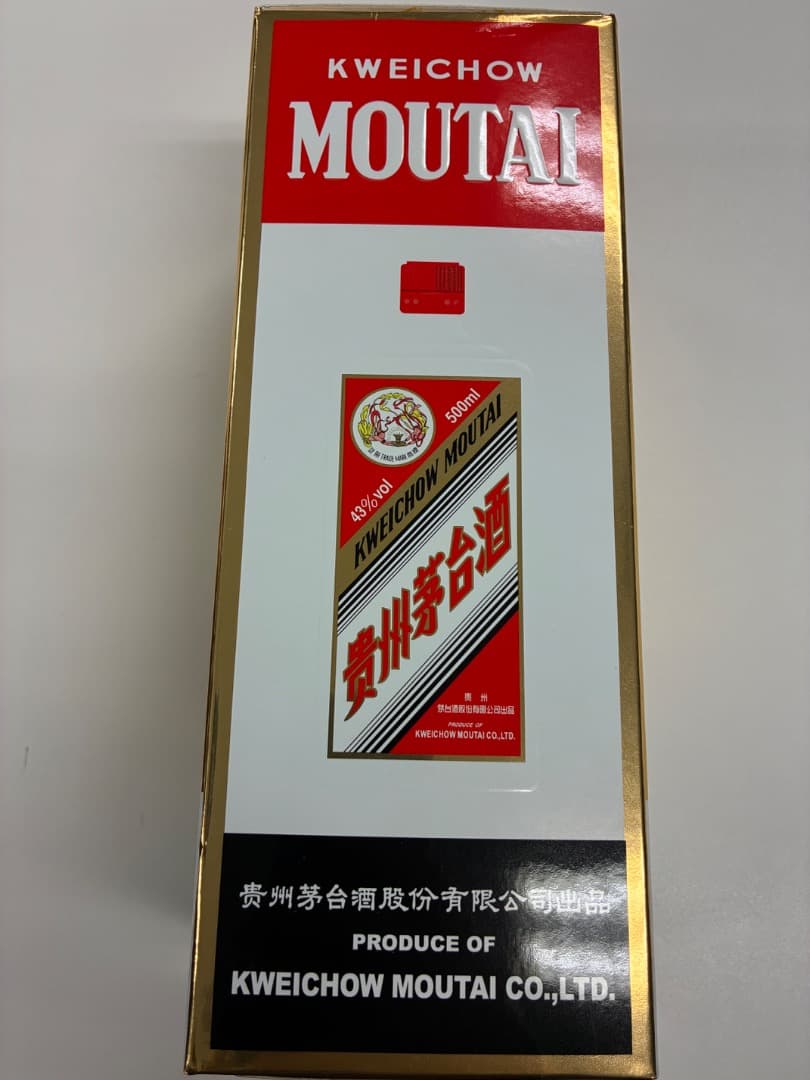 KWEICHOW
MOUTAI
500ml
43%vol
KWEICHOW MOUTAI
贵州茅台酒
贵州
茅台酒股份有限公司出品
PRODUCE OF
KWEICHOW MOUTAI CO.,LTD.
贵州茅台酒股份有限公司出品
PRODUCE OF
KWEICHOW MOUTAI CO.,LTD.